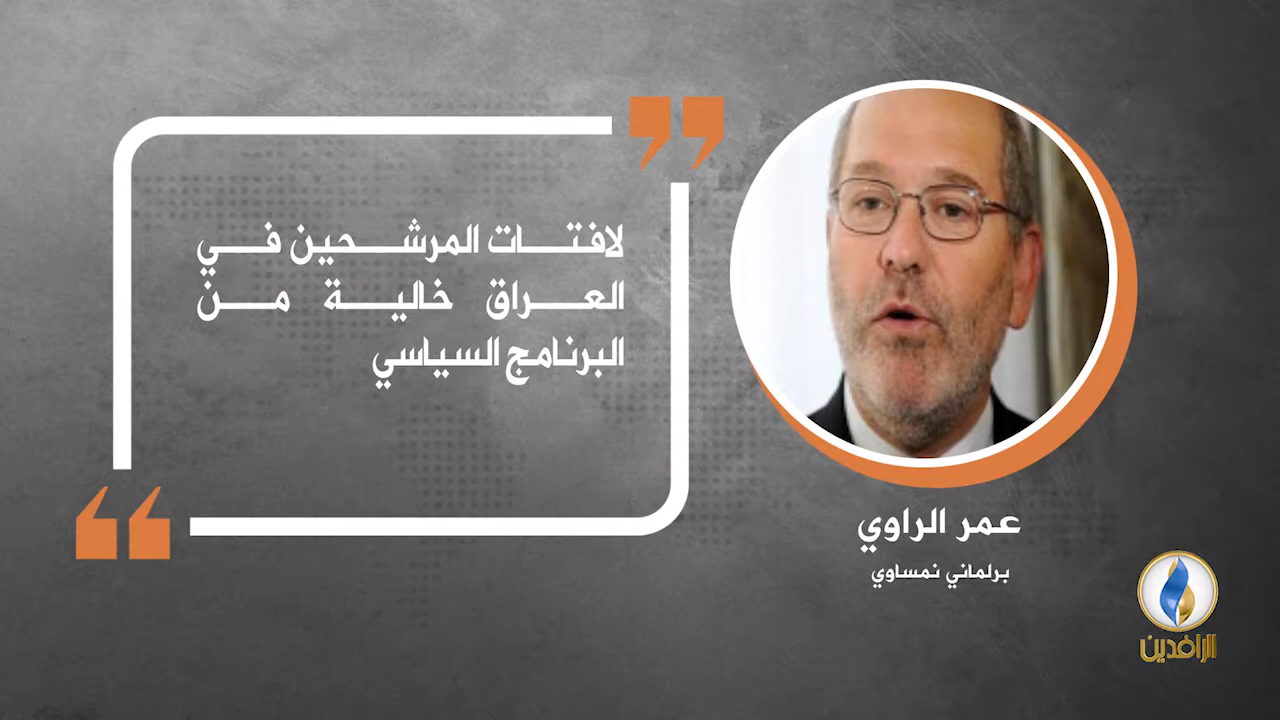 لافتات المرشحين في
العراق خالية من
البرنامج السياسي
عمر الراوي
برلماني نمساوي
الرافدين